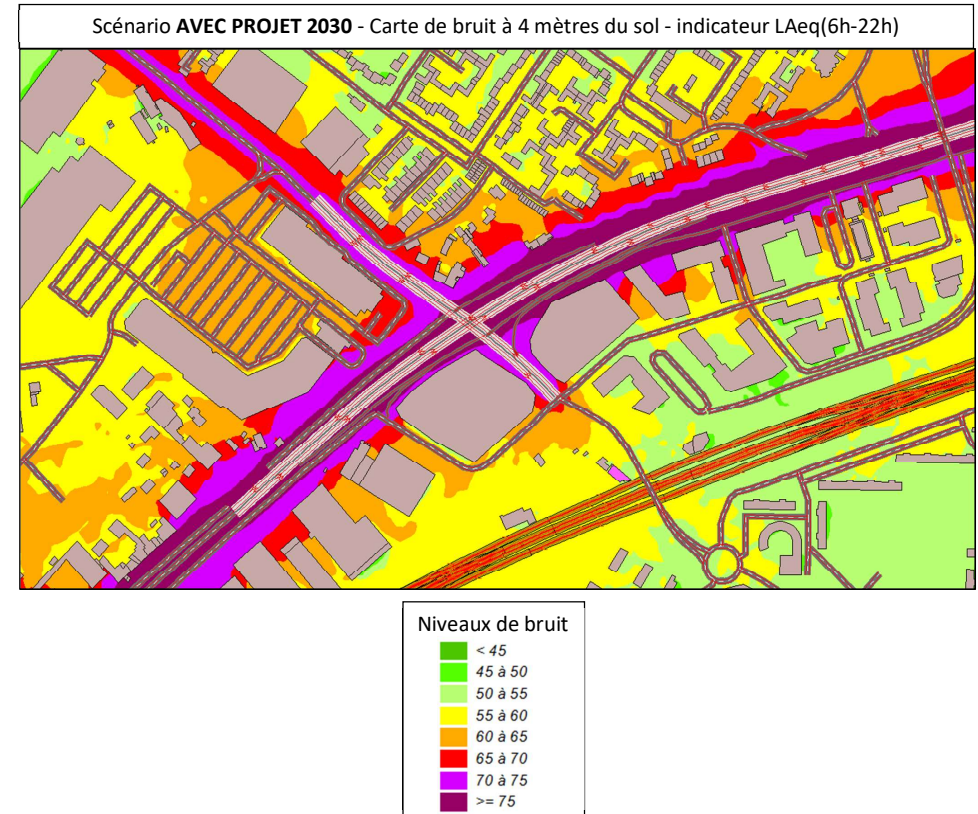 Scénario AVEC PROJET 2030 - Carte de bruit à 4 mètres du sol - indicateur LAeq(6h-22h)
Niveaux de bruit
< 45
45 à 50
50 à 55
55 à 60
60 à 65
65 à 70
70 à 75
>= 75